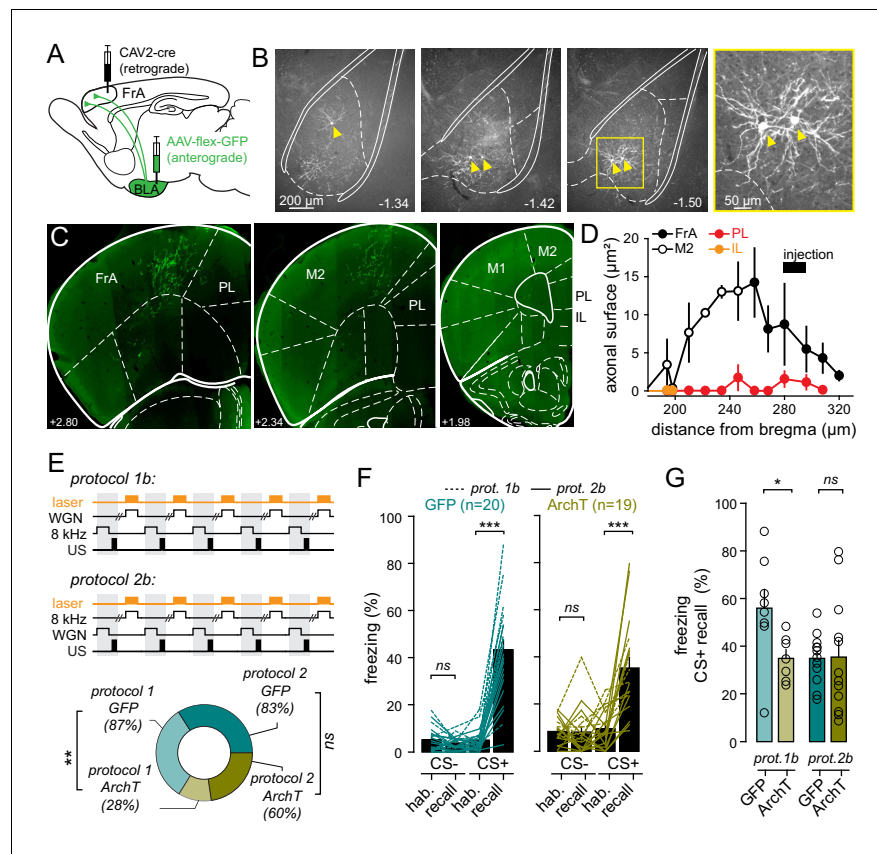 A
CAV2-cre
(retrograde)
FrA
AAV-flex-GFP
(anterograde)
BLA
B
200 µm
-1.34
-1.42
-1.50
50 µm
C
FrA
PL
+2.80
M2
PL
+2.34
M1
M2
PL
IL
+1.98
D
FrA
PL
M2
IL
injection
axonal surface (µm²)
20
15
10
5
0
200
240
280
320
distance from bregma (µm)
E
protocol 1b:
laser
WGN
8 kHz
US
protocol 2b:
laser
8 kHz
WGN
US
protocol 1
GFP
(87%)
protocol 2
GFP
(83%)
**
ns
protocol 1
ArchT
(28%)
protocol 2
ArchT
(60%)
F
prot. 1b
prot. 2b
GFP (n=20)
ArchT (n=19)
***
***
ns
ns
freezing (%)
100
80
60
40
20
0
CS-
CS+
CS-
CS+
hab.
recall
hab.
recall
hab.
recall
hab.
recall
G
*
ns
freezing
CS+ recall (%)
100
80
60
40
20
0
prot.1b
prot.2b
GFP
ArchT
GFP
ArchT